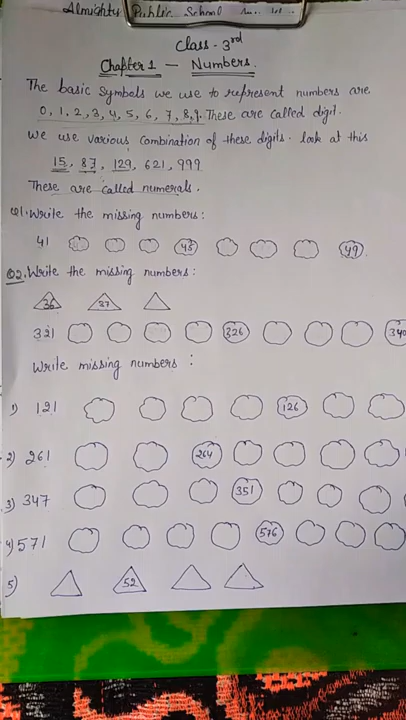 Almighty Public School
Class - 3rd
Chapter.1 — Numbers.
The basic symbols we use to represent numbers are
0, 1, 2, 3, 4, 5, 6, 7, 8, 9. These are called digit.
We use various combination of these digits. look at this
15, 87, 129, 621, 999
These are called numerals.
Q1. Write the missing numbers:
41 45 49
Q2. Write the missing numbers:
36 37
321 326 340
Write missing numbers :
1) 121 126
2) 261 264
3) 347 351
4) 571 576
5) 52